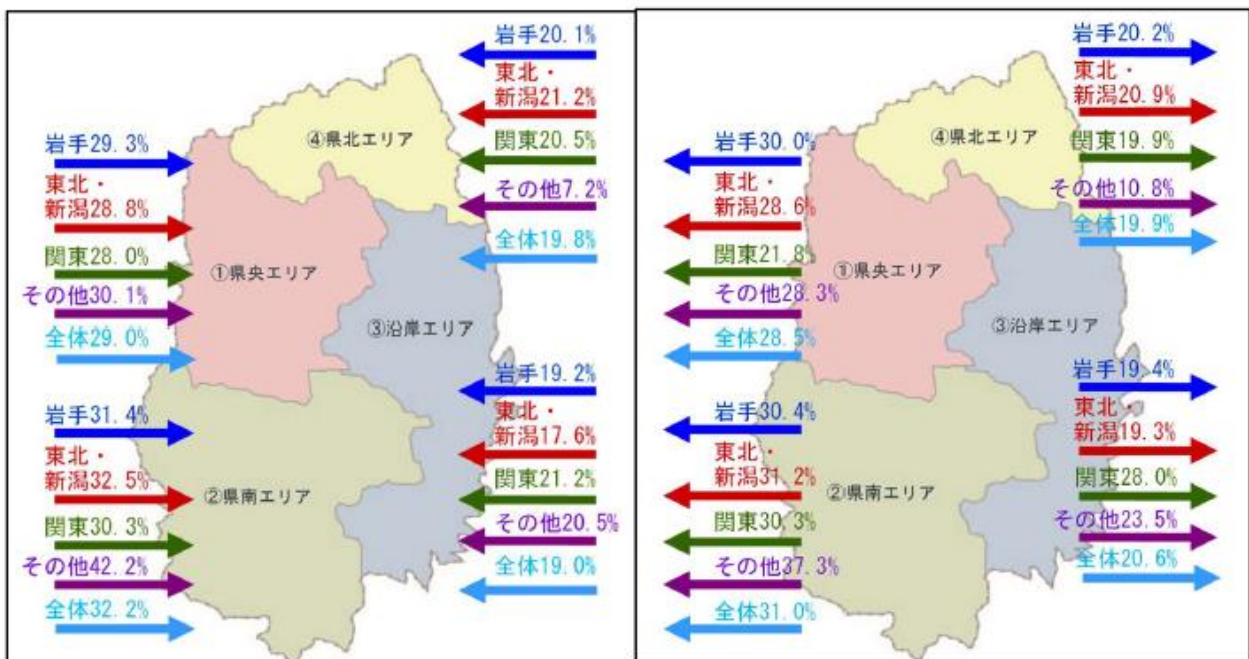 岩手20.1%
東北・
新潟21.2%
④県北エリア
関東20.5%
岩手29.3%
その他7.2%
東北・
新潟28.8%
全体19.8%
関東28.0%
①県央エリア
その他30.1%
③沿岸エリア
全体29.0%
岩手19.2%
岩手31.4%
東北・
新潟17.6%
東北・
新潟32.5%
②県南エリア
関東21.2%
関東30.3%
その他20.5%
その他42.2%
全体19.0%
全体32.2%
岩手20.2%
東北・
新潟20.9%
④県北エリア
関東19.9%
岩手30.0%
その他10.8%
東北・
新潟28.6%
全体19.9%
関東21.8%
①県央エリア
その他28.3%
③沿岸エリア
全体28.5%
岩手19.4%
岩手30.4%
東北・
新潟19.3%
東北・
新潟31.2%
②県南エリア
関東28.0%
関東30.3%
その他23.5%
その他37.3%
全体20.6%
全体31.0%